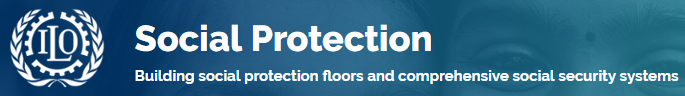 ILO
Social Protection
Building social protection floors and comprehensive social security systems